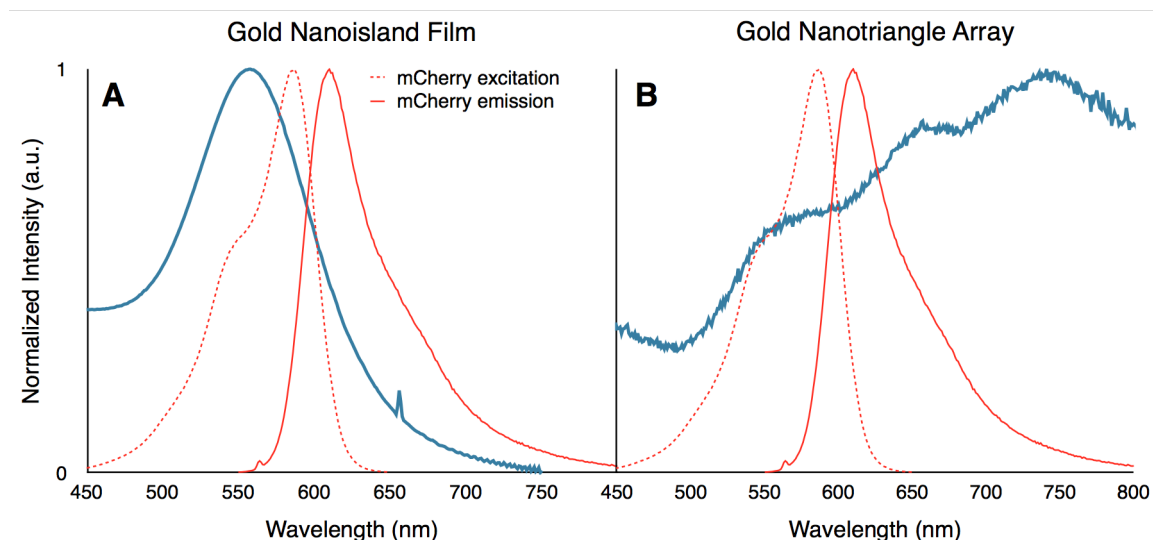 Gold Nanoisland Film
Gold Nanotriangle Array
Normalized Intensity (a.u.)
1
0
A
mCherry excitation
mCherry emission
B
450 500 550 600 650 700 750
450 500 550 600 650 700 750 800
Wavelength (nm)
Wavelength (nm)